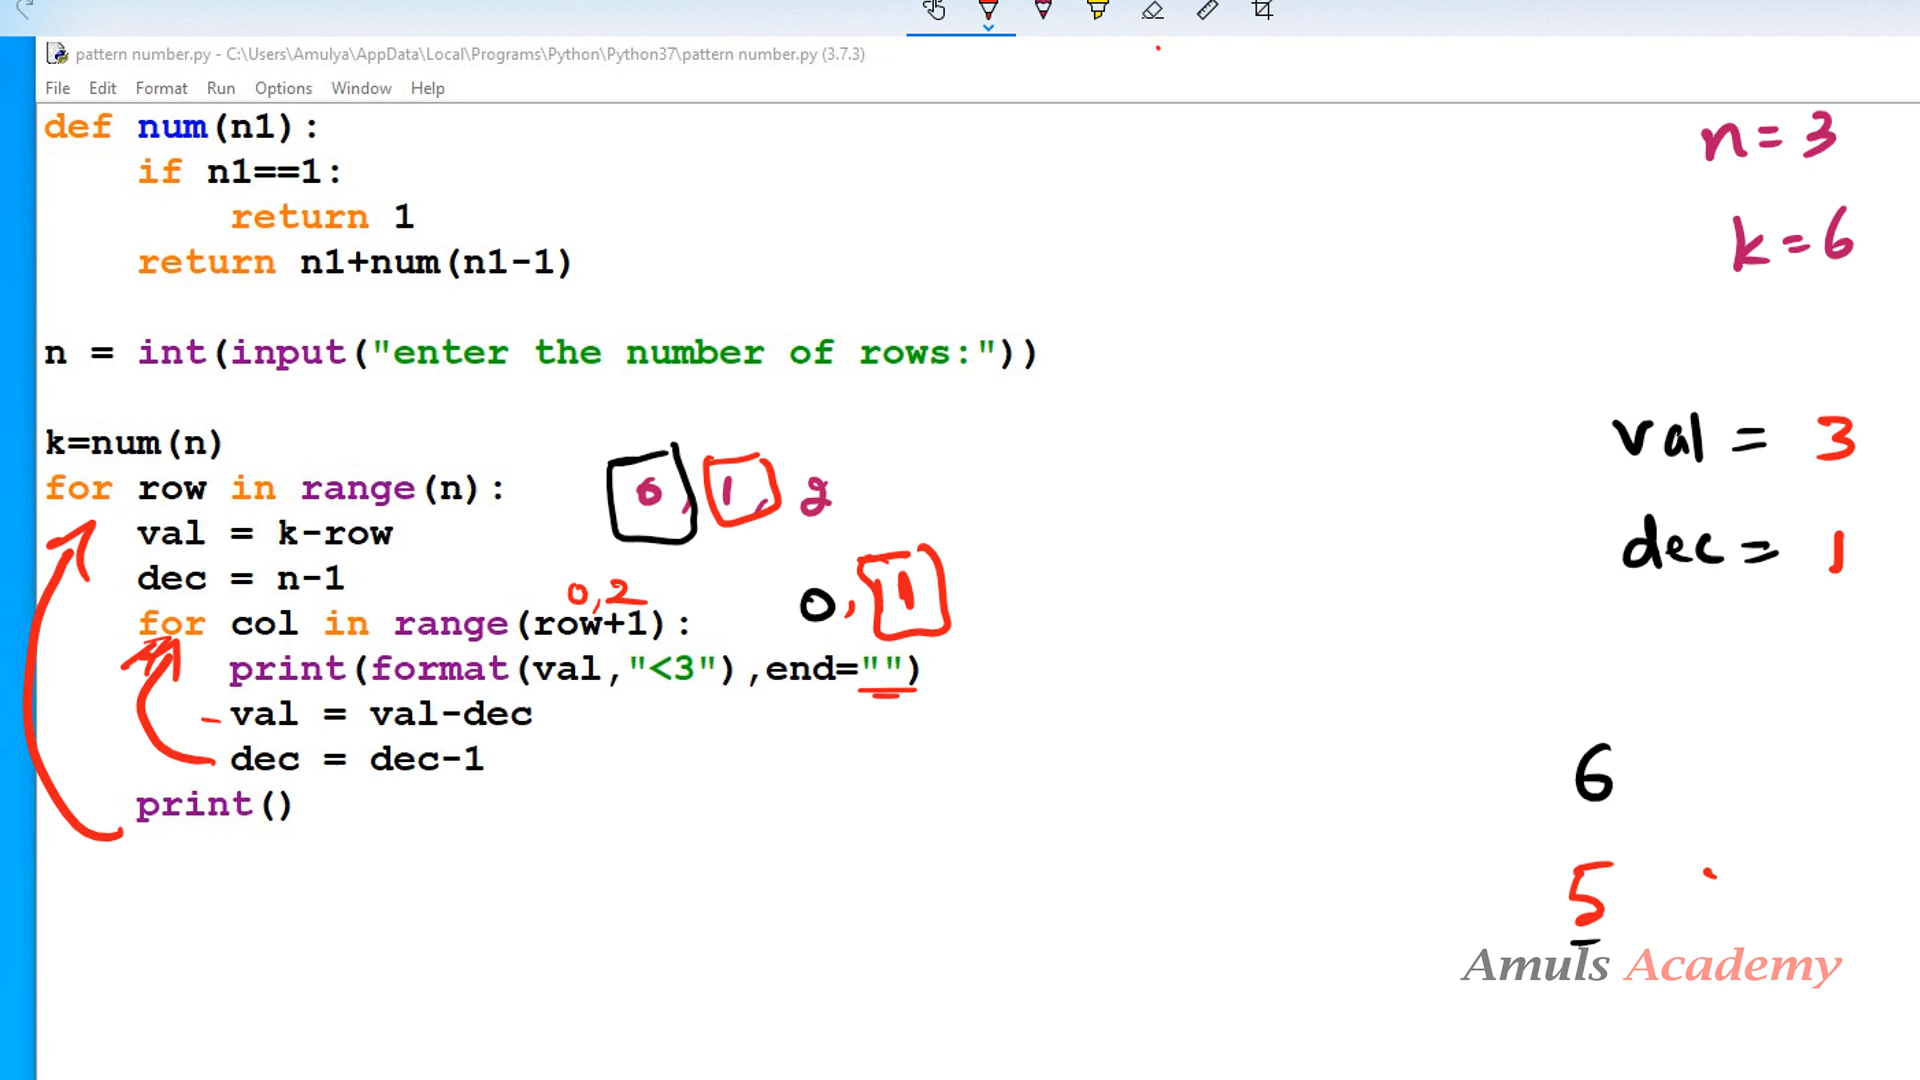 pattern number.py - C:\Users\Amulya\AppData\Local\Programs\Python\Python37\pattern number.py (3.7.3)
File Edit Format Run Options Window Help
def num(n1):
    if n1==1:
        return 1
    return n1+num(n1-1)
n = int(input("enter the number of rows:"))
k=num(n)
for row in range(n):
    val = k-row
    dec = n-1
    for col in range(row+1):
        print(format(val,"<3"),end="")
        val = val-dec
        dec = dec-1
    print()
0, 1, 2
0,2
0, 1
n = 3
k = 6
val = 3
dec = 1
6
5
Amuls Academy